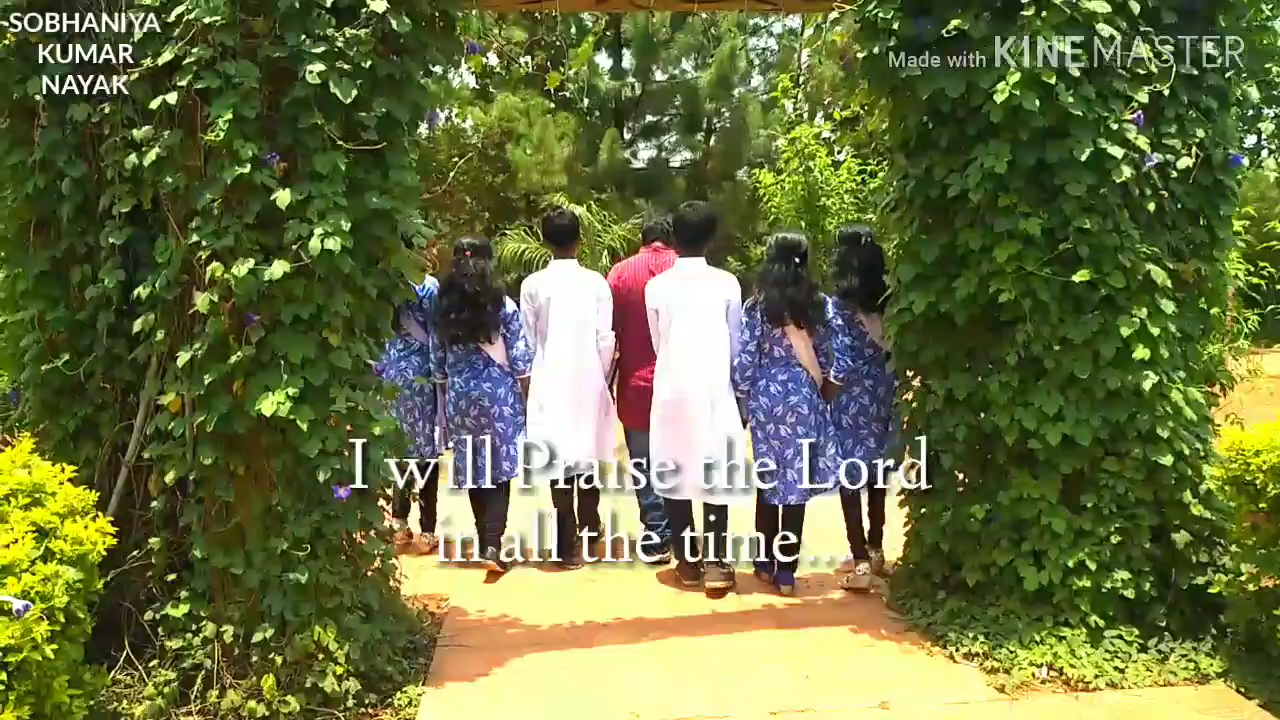 SOBHANIYA
KUMAR
NAYAK
Made with KINEMASTER
I will Praise the Lord
in all the time...